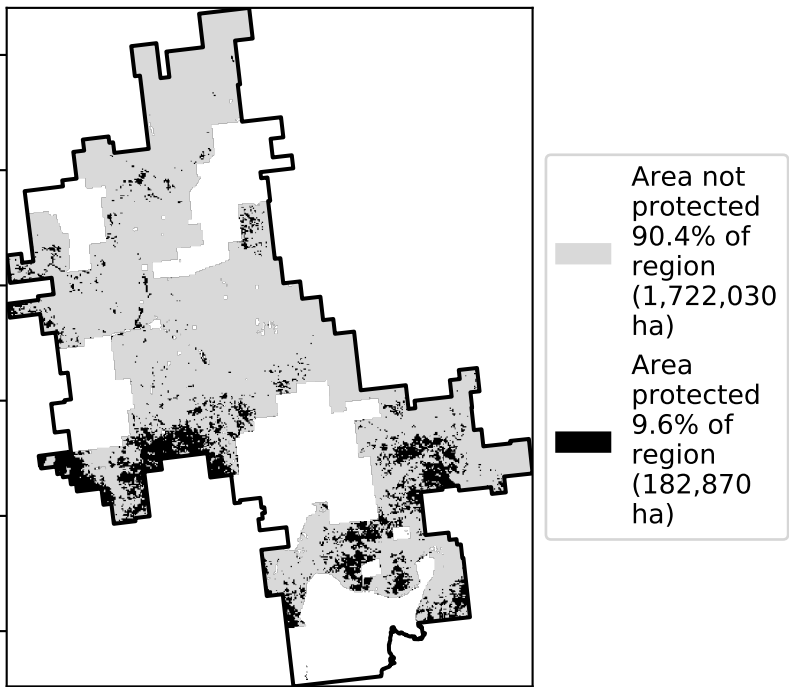 Area not
protected
90.4% of
region
(1,722,030
ha)
Area
protected
9.6% of
region
(182,870
ha)